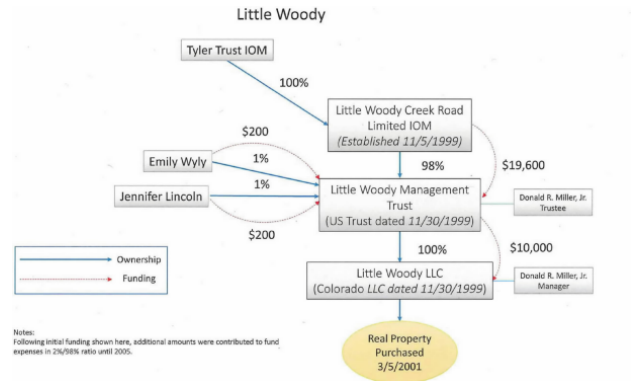 Little Woody
Tyler Trust IOM
100%
Little Woody Creek Road
Limited IOM
(Established 11/5/1999)
$200
Emily Wyly
1%
98%
$19,600
1%
Jennifer Lincoln
Little Woody Management
Trust
(US Trust dated 11/30/1999)
Donald R. Miller, Jr.
Trustee
$200
100%
$10,000
Ownership
Funding
Little Woody LLC
(Colorado LLC dated 11/30/1999)
Donald R. Miller, Jr.
Manager
Notes:
Following initial funding shown here, additional amounts were contributed to fund
expenses in 2%/98% ratio until 2005.
Real Property
Purchased
3/5/2001